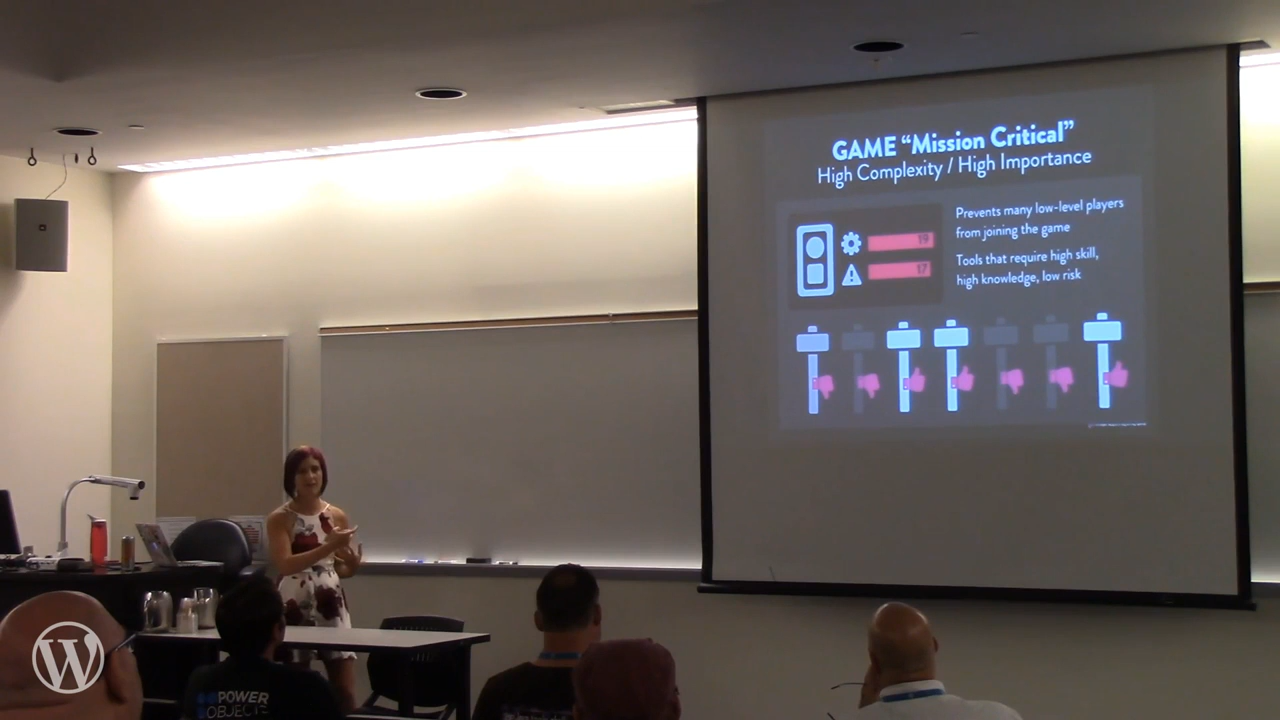 GAME “Mission Critical”
High Complexity / High Importance
Prevents many low-level players
from joining the game
Tools that require high skill,
high knowledge, low risk
19
17
POWER
OBJECTS